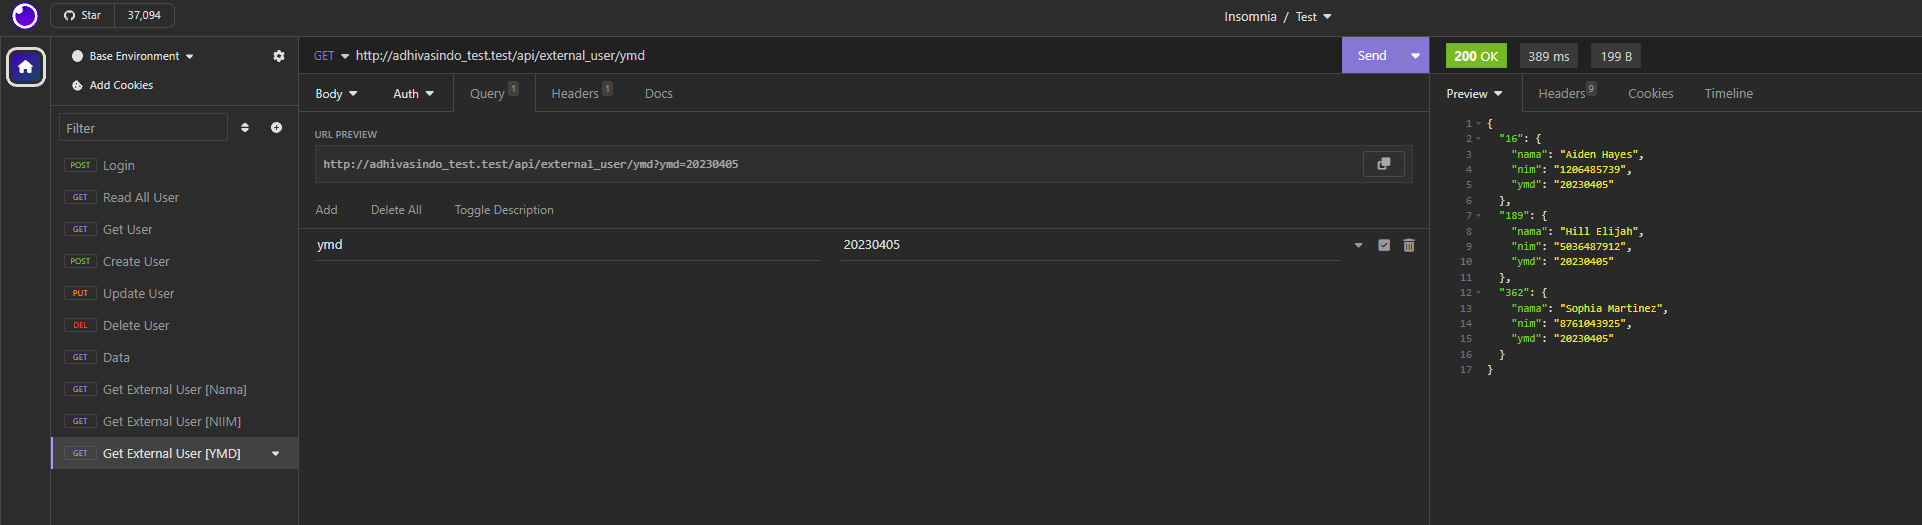 Star 37,094
Insomnia / Test
Base Environment
Add Cookies
Filter
POST Login
GET Read All User
GET Get User
POST Create User
PUT Update User
DEL Delete User
GET Data
GET Get External User [Nama]
GET Get External User [NIIM]
GET Get External User [YMD]
GET http://adhivasindo_test.test/api/external_user/ymd Send
Body Auth Query 1 Headers 1 Docs
URL PREVIEW
http://adhivasindo_test.test/api/external_user/ymd?ymd=20230405
Add Delete All Toggle Description
ymd 20230405
200 OK 389 ms 199 B
Preview Headers 9 Cookies Timeline
1 {
2 "16": {
3 "nama": "Aiden Hayes",
4 "nim": "1206485739",
5 "ymd": "20230405"
6 },
7 "189": {
8 "nama": "Hill Elijah",
9 "nim": "5036487912",
10 "ymd": "20230405"
11 },
12 "362": {
13 "nama": "Sophia Martinez",
14 "nim": "8761043925",
15 "ymd": "20230405"
16 }
17 }